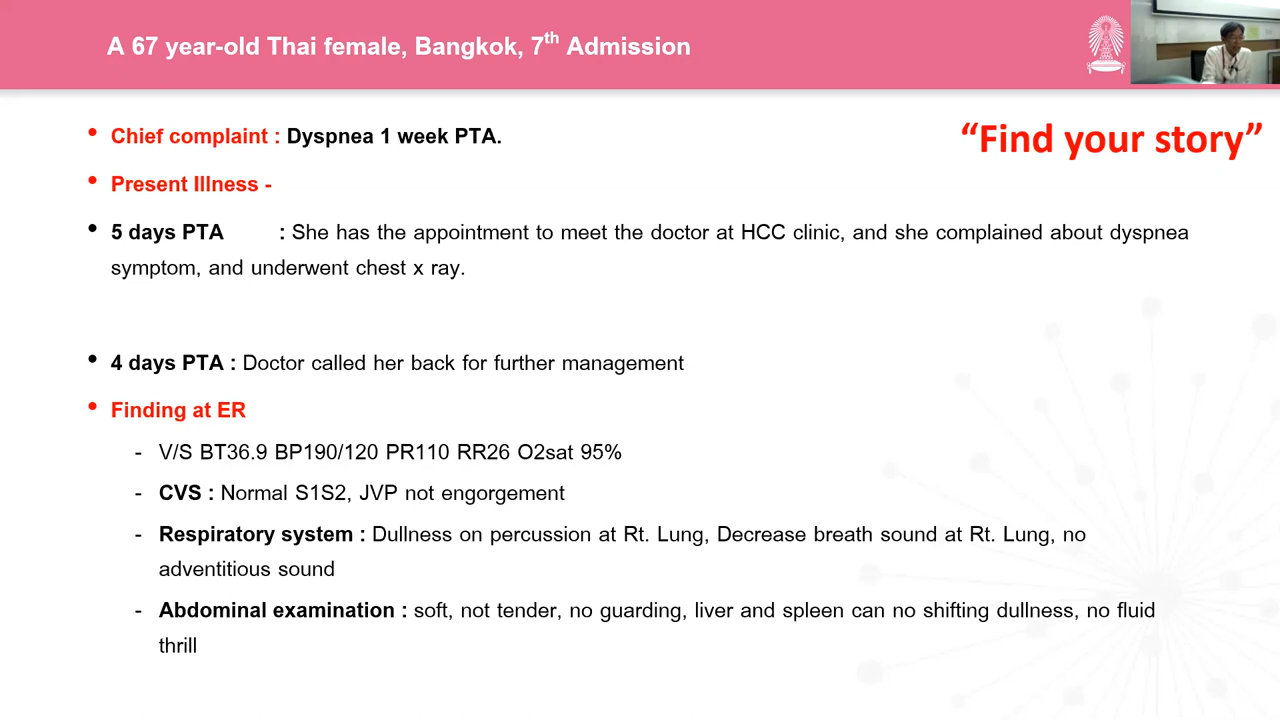 A 67 year-old Thai female, Bangkok, 7th Admission
“Find your story”
• Chief complaint : Dyspnea 1 week PTA.
• Present Illness -
• 5 days PTA : She has the appointment to meet the doctor at HCC clinic, and she complained about dyspnea
symptom, and underwent chest x ray.
• 4 days PTA : Doctor called her back for further management
• Finding at ER
- V/S BT36.9 BP190/120 PR110 RR26 O2sat 95%
- CVS : Normal S1S2, JVP not engorgement
- Respiratory system : Dullness on percussion at Rt. Lung, Decrease breath sound at Rt. Lung, no
adventitious sound
- Abdominal examination : soft, not tender, no guarding, liver and spleen can no shifting dullness, no fluid
thrill